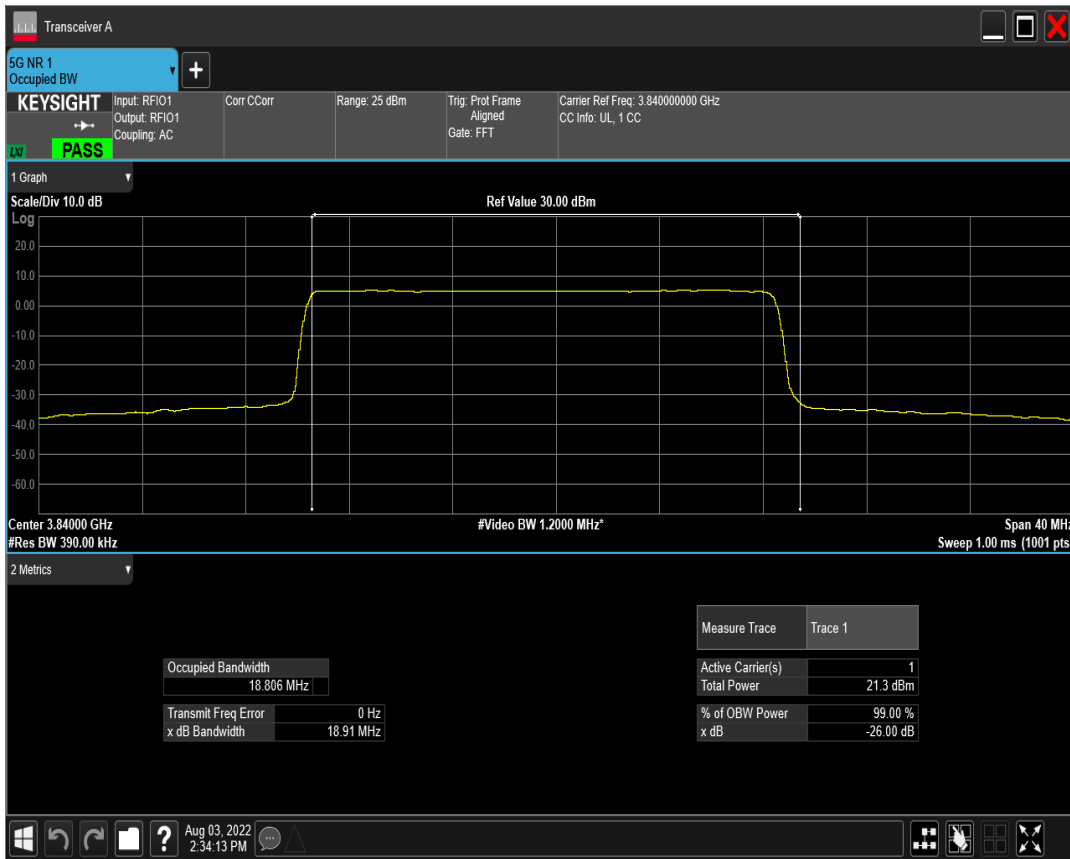 Transceiver A
5G NR 1
Occupied BW
+
KEYSIGHT
LXI
PASS
Input: RFIO1
Output: RFIO1
Coupling: AC
Corr CCorr
Range: 25 dBm
Trig: Prot Frame
Aligned
Gate: FFT
Carrier Ref Freq: 3.840000000 GHz
CC Info: UL, 1 CC
1 Graph
Scale/Div 10.0 dB
Ref Value 30.00 dBm
Log
20.0
10.0
0.00
-10.0
-20.0
-30.0
-40.0
-50.0
-60.0
Center 3.84000 GHz
#Video BW 1.2000 MHz*
Span 40 MHz
#Res BW 390.00 kHz
Sweep 1.00 ms (1001 pts
2 Metrics
Measure Trace Trace 1
Occupied Bandwidth
18.806 MHz
Active Carrier(s) 1
Total Power 21.3 dBm
Transmit Freq Error 0 Hz
x dB Bandwidth 18.91 MHz
% of OBW Power 99.00 %
x dB -26.00 dB
?
Aug 03, 2022
2:34:13 PM